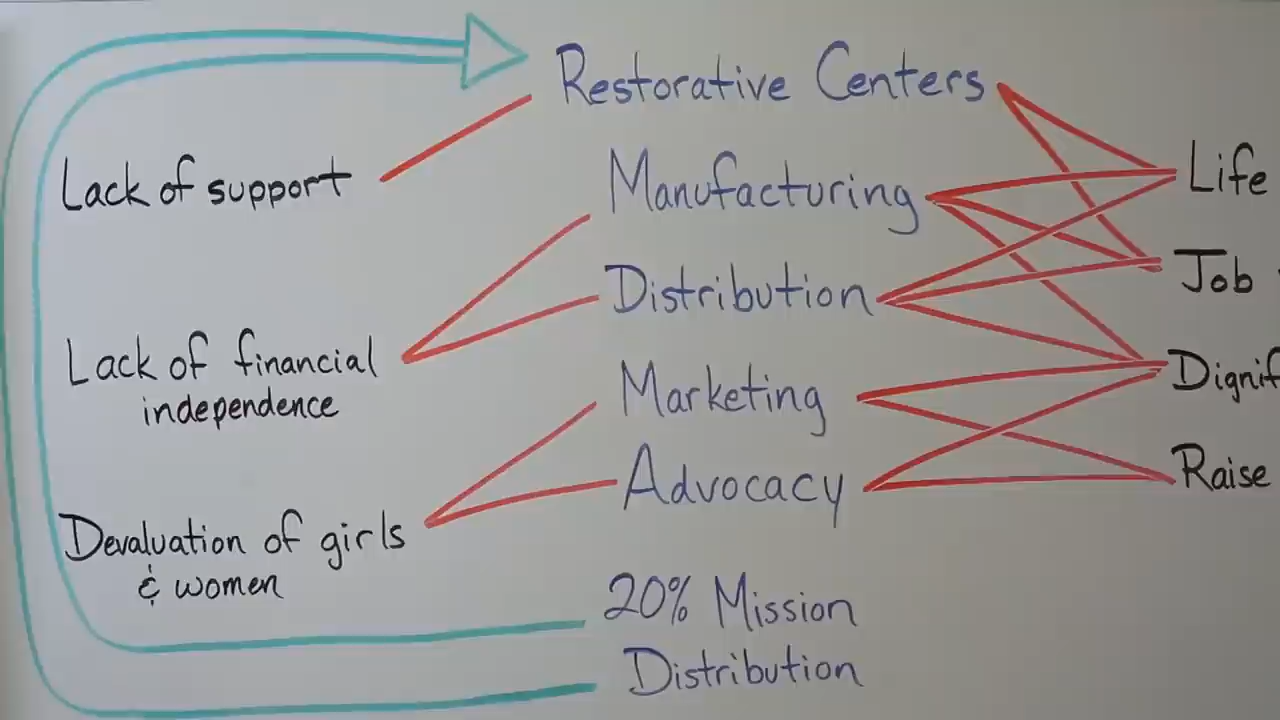 Restorative Centers
Lack of support
Manufacturing
Life
Distribution
Job
Lack of financial
independence
Marketing
Advocacy
Raise
Devaluation of girls
& women
20% Mission
Distribution